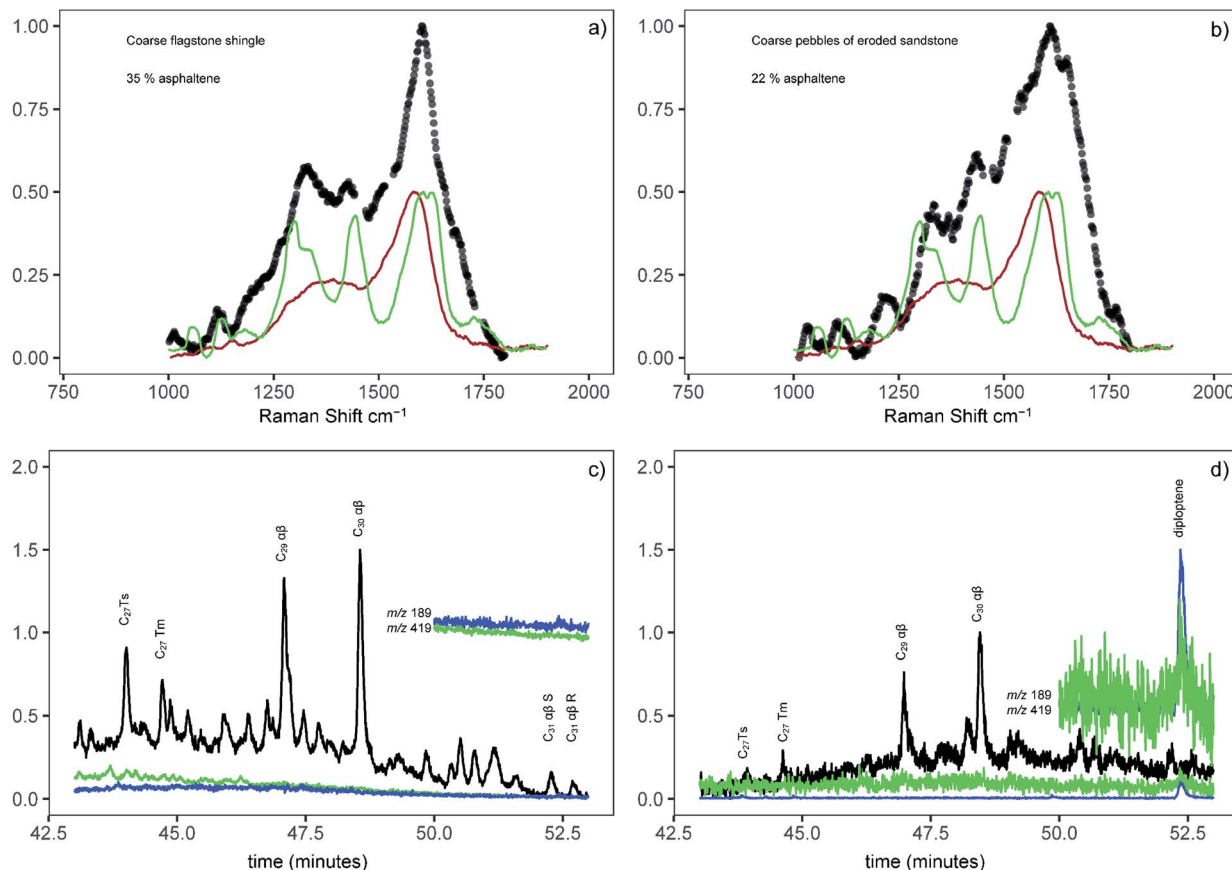 1.00
0.75
0.50
0.25
0.00
Coarse flagstone shingle
35 % asphaltene
a)
750
1000
1250
1500
1750
2000
Raman Shift cm⁻¹
1.00
0.75
0.50
0.25
0.00
Coarse pebbles of eroded sandstone
22 % asphaltene
b)
750
1000
1250
1500
1750
2000
Raman Shift cm⁻¹
2.0
1.5
1.0
0.5
0.0
c)
C₂₇Ts
C₂₇ Tm
C₂₉ αβ
C₃₀ αβ
m/z 189
m/z 419
C₃₁ αβ S
C₃₁ αβ R
42.5
45.0
47.5
50.0
52.5
time (minutes)
2.0
1.5
1.0
0.5
0.0
d)
C₂₇Ts
C₂₇ Tm
C₂₉ αβ
C₃₀ αβ
diploptene
m/z 189
m/z 419
42.5
45.0
47.5
50.0
52.5
time (minutes)